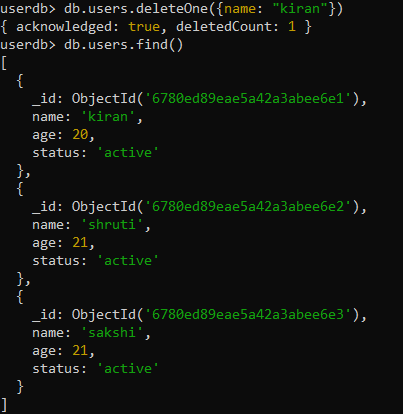 userdb> db.users.deleteOne({name: "kiran"})
{ acknowledged: true, deletedCount: 1 }
userdb> db.users.find()
[
  {
    _id: ObjectId('6780ed89eae5a42a3abee6e1'),
    name: 'kiran',
    age: 20,
    status: 'active'
  },
  {
    _id: ObjectId('6780ed89eae5a42a3abee6e2'),
    name: 'shruti',
    age: 21,
    status: 'active'
  },
  {
    _id: ObjectId('6780ed89eae5a42a3abee6e3'),
    name: 'sakshi',
    age: 21,
    status: 'active'
  }
]